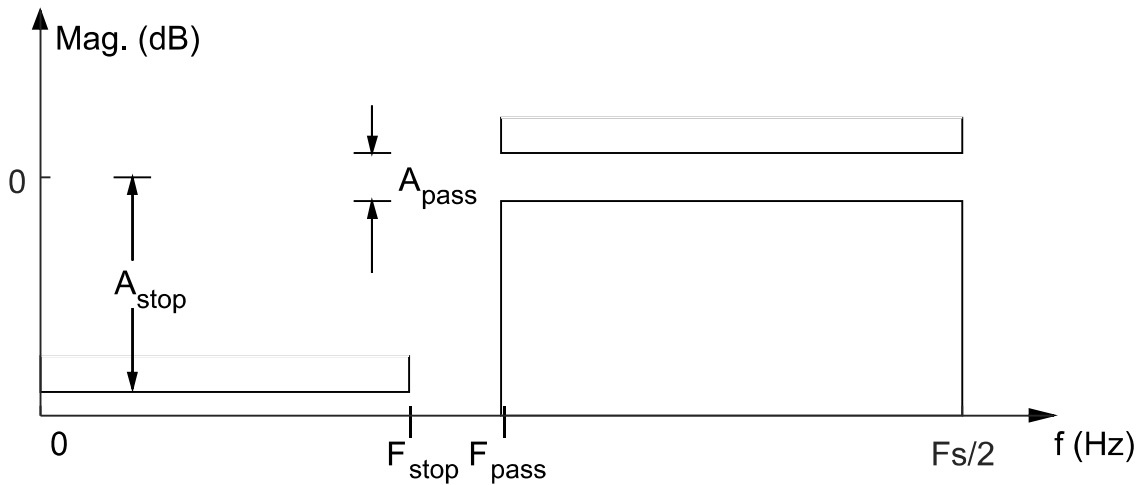 Mag. (dB)
0
A_pass
A_stop
0
F_stop F_pass
Fs/2
f (Hz)